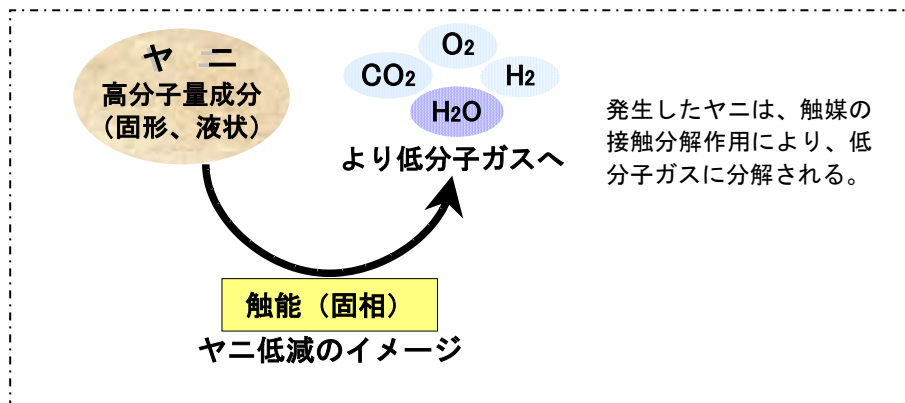 ヤ ニ
高分子量成分
（固形、液状）
O2
CO2
H2
H2O
より低分子ガスへ
発生したヤニは、触媒の
接触分解作用により、低
分子ガスに分解される。
触能（固相）
ヤニ低減のイメージ